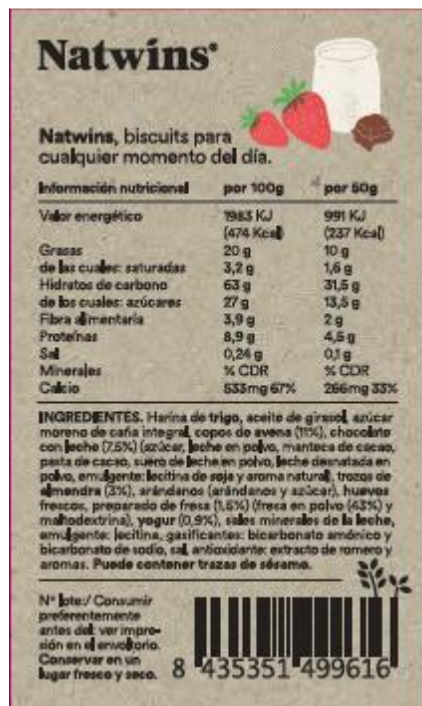 Natwins®
Natwins, biscuits para
cualquier momento del día.
Información nutricional por 100g por 50g
Valor energético 1983 KJ 991 KJ
(474 Kcal) (237 Kcal)
Grasas 20 g 10 g
de las cuales: saturadas 3,2 g 1,6 g
Hidratos de carbono 63 g 31,5 g
de los cuales: azúcares 27 g 13,5 g
Fibra alimentaria 3,9 g 2 g
Proteínas 8,9 g 4,5 g
Sal 0,24 g 0,1 g
Minerales % CDR % CDR
Calcio 533mg 67% 266mg 33%
INGREDIENTES. Harina de trigo, aceite de girasol, azúcar
moreno de caña integral, copos de avena (11%), chocolate
con leche (7,5%) (azúcar, leche en polvo, manteca de cacao,
pasta de cacao, suero de leche en polvo, leche desnatada en
polvo, emulgente: lecitina de soja y aroma natural), trozos de
almendra (3%), arándanos (arándanos y azúcar), huevos
frescos, preparado de fresa (1,5%) (fresa en polvo (43%) y
maltodextrina), yogur (0,9%), sales minerales de la leche,
emulgente: lecitina, gasificantes: bicarbonato amónico y
bicarbonato de sodio, sal, antioxidante: extracto de romero y
aromas. Puede contener trazas de sésamo.
Nº lote:/ Consumir
preferentemente
antes del: ver impre-
sión en el envoltorio.
Conservar en un
lugar fresco y seco.
8 435351 499616